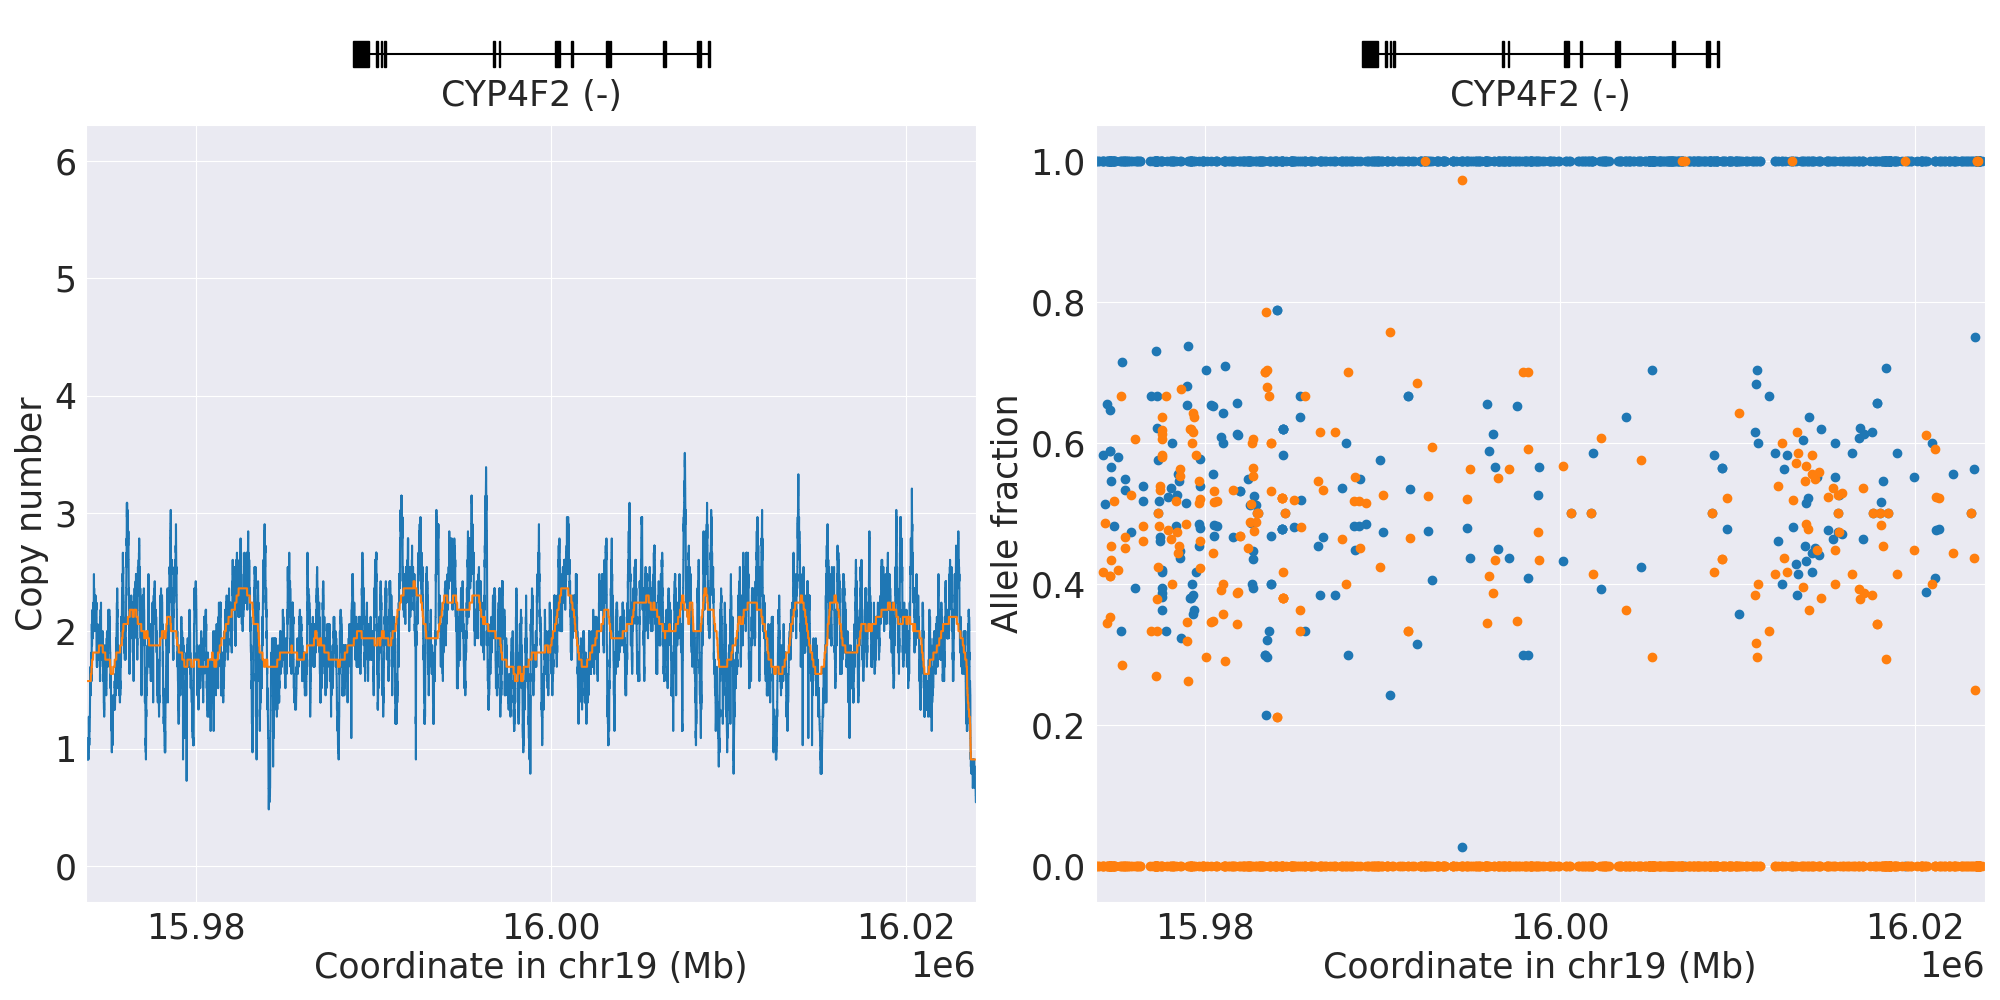 CYP4F2 (-)
Copy number
6
5
4
3
2
1
0
15.98 16.00 16.02
Coordinate in chr19 (Mb)
1e6
CYP4F2 (-)
Allele fraction
1.0
0.8
0.6
0.4
0.2
0.0
15.98 16.00 16.02
Coordinate in chr19 (Mb)
1e6